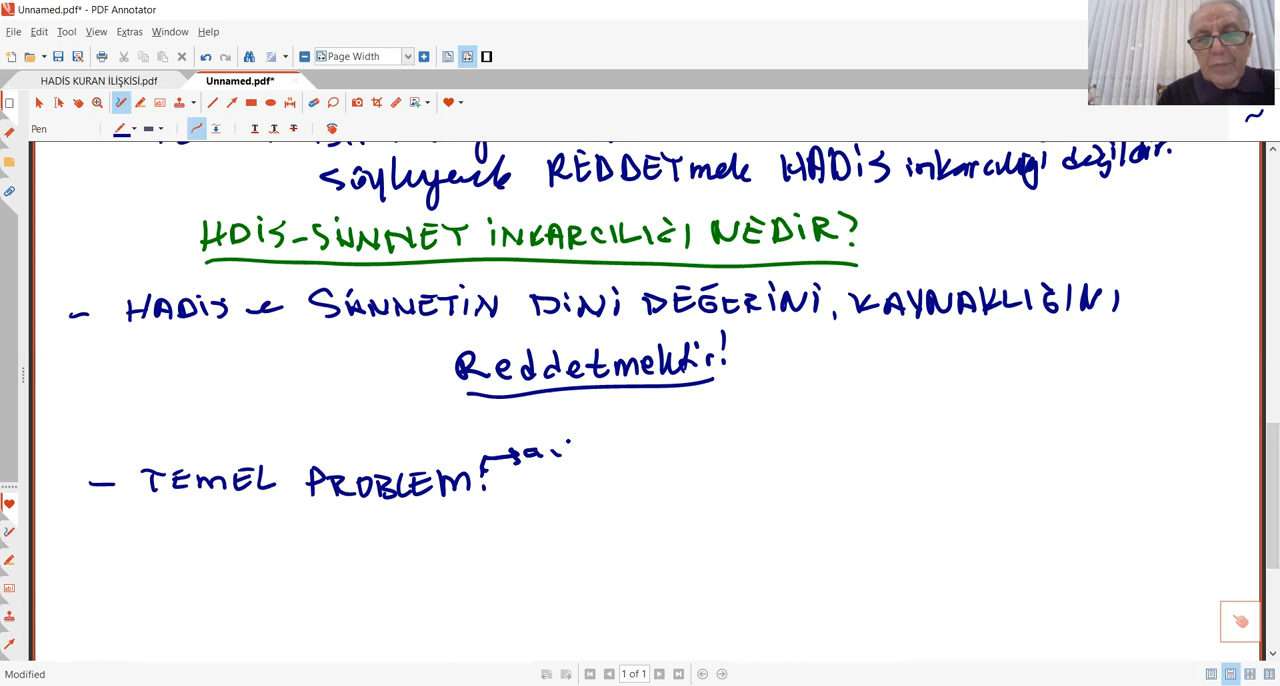 Unnamed.pdf* - PDF Annotator
File Edit Tool View Extras Window Help
Page Width
HADİS KURAN İLİŞKİSİ.pdf Unnamed.pdf*
Pen
söyleyerek REDDETmek HADİS inkarcılığı değildir.
HDİS-SÜNNET İNKARCILIĞI NEDİR?
- HADİS ve SÜNNETİN DİNİ DEĞERİNİ, KAYNAKLIĞINI
Reddetmektir!
- TEMEL PROBLEM:
1 of 1
Modified